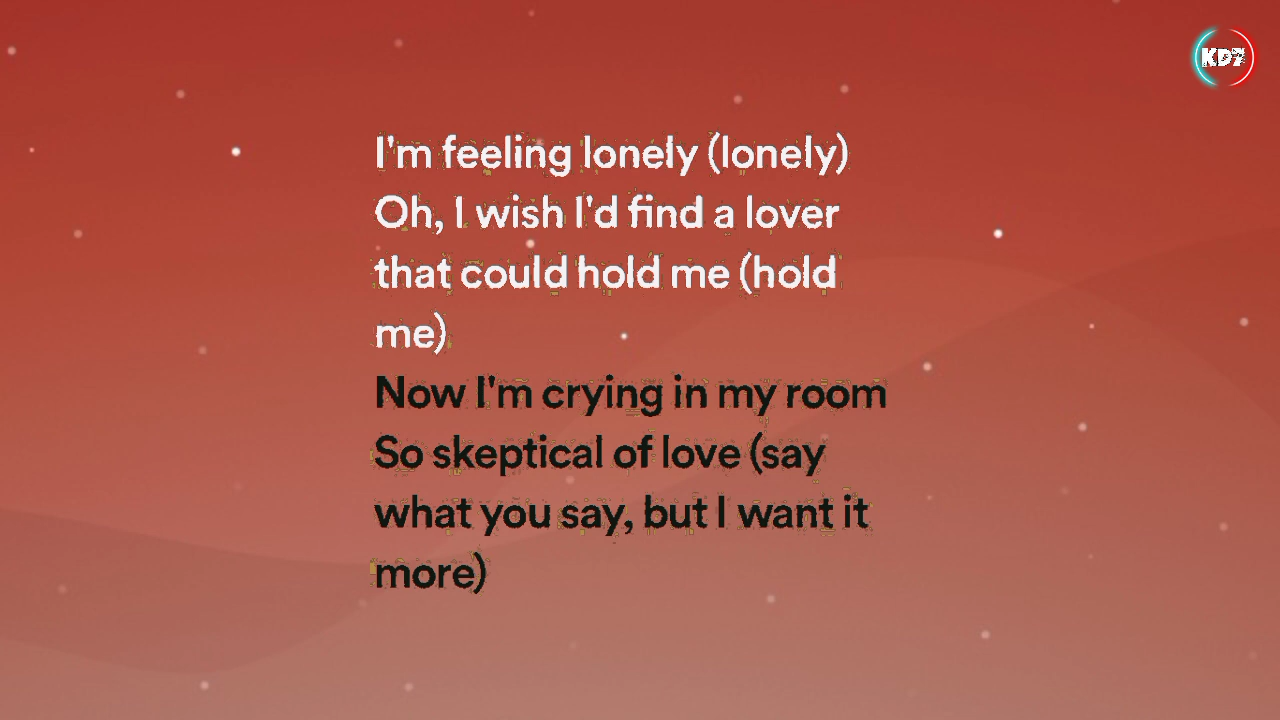 KD7
I'm feeling lonely (lonely)
Oh, I wish I'd find a lover
that could hold me (hold
me)
Now I'm crying in my room
So skeptical of love (say
what you say, but I want it
more)